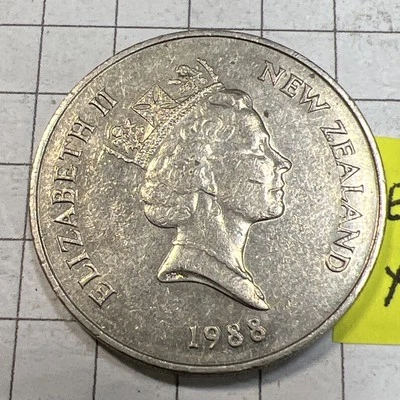 ELIZABETH II
NEW ZEALAND
1988